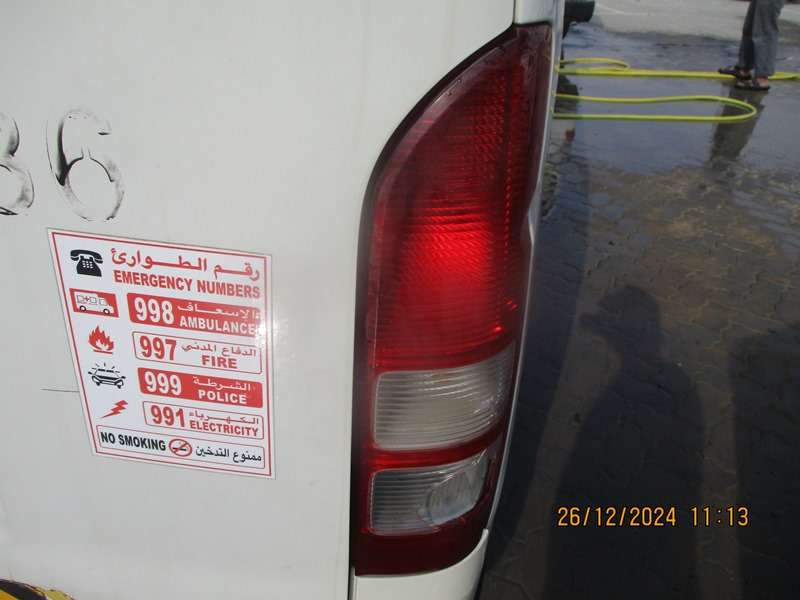 36
رقم الطوارئ
EMERGENCY NUMBERS
998 الإسعاف
AMBULANCE
997 الدفاع المدني
FIRE
999 الشرطة
POLICE
991 الكهرباء
ELECTRICITY
NO SMOKING ممنوع التدخين
26/12/2024 11:13